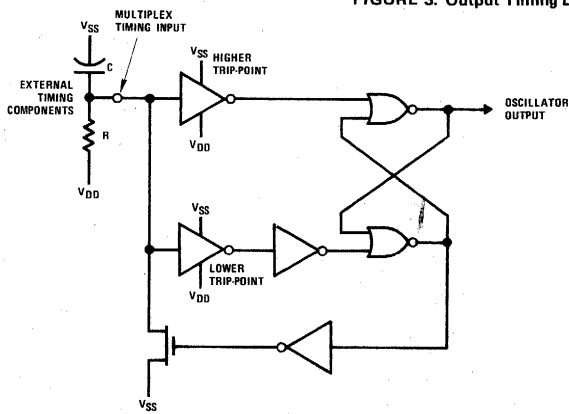 FIGURE 3. Output Timing
MULTIPLEX
TIMING INPUT
VSS
C
EXTERNAL
TIMING
COMPONENTS
R
VDD
VSS
HIGHER
TRIP-POINT
VDD
OSCILLATOR
OUTPUT
VSS
LOWER
TRIP-POINT
VDD
VSS